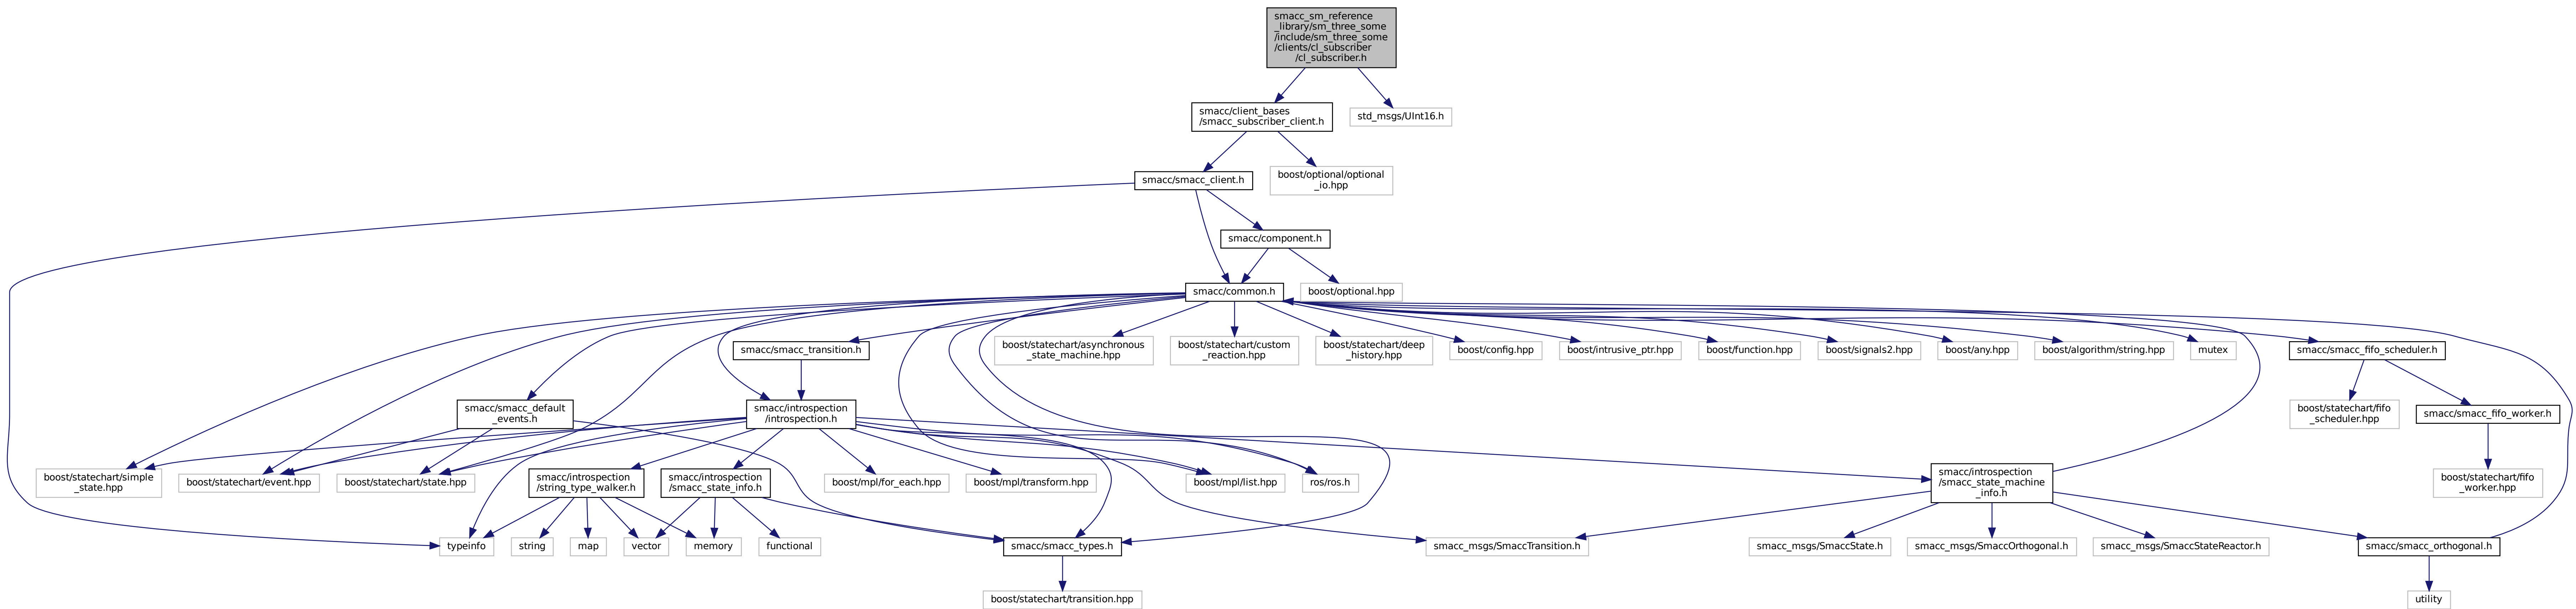 smacc_sm_reference
_library/sm_three_some
/include/sm_three_some
/clients/cl_subscriber
/cl_subscriber.h
smacc/client_bases
/smacc_subscriber_client.h
std_msgs/UInt16.h
smacc/smacc_client.h
boost/optional/optional
_io.hpp
smacc/component.h
smacc/common.h
boost/optional.hpp
smacc/smacc_transition.h
boost/statechart/asynchronous
_state_machine.hpp
boost/statechart/custom
_reaction.hpp
boost/statechart/deep
_history.hpp
boost/config.hpp
boost/intrusive_ptr.hpp
boost/function.hpp
boost/signals2.hpp
boost/any.hpp
boost/algorithm/string.hpp
mutex
smacc/smacc_fifo_scheduler.h
smacc/smacc_default
_events.h
smacc/introspection
/introspection.h
boost/statechart/fifo
_scheduler.hpp
smacc/smacc_fifo_worker.h
boost/statechart/simple
_state.hpp
boost/statechart/event.hpp
boost/statechart/state.hpp
smacc/introspection
/string_type_walker.h
smacc/introspection
/smacc_state_info.h
boost/mpl/for_each.hpp
boost/mpl/transform.hpp
boost/mpl/list.hpp
ros/ros.h
smacc/introspection
/smacc_state_machine
_info.h
boost/statechart/fifo
_worker.hpp
typeinfo
string
map
vector
memory
functional
smacc/smacc_types.h
smacc_msgs/SmaccTransition.h
smacc_msgs/SmaccState.h
smacc_msgs/SmaccOrthogonal.h
smacc_msgs/SmaccStateReactor.h
smacc/smacc_orthogonal.h
boost/statechart/transition.hpp
utility